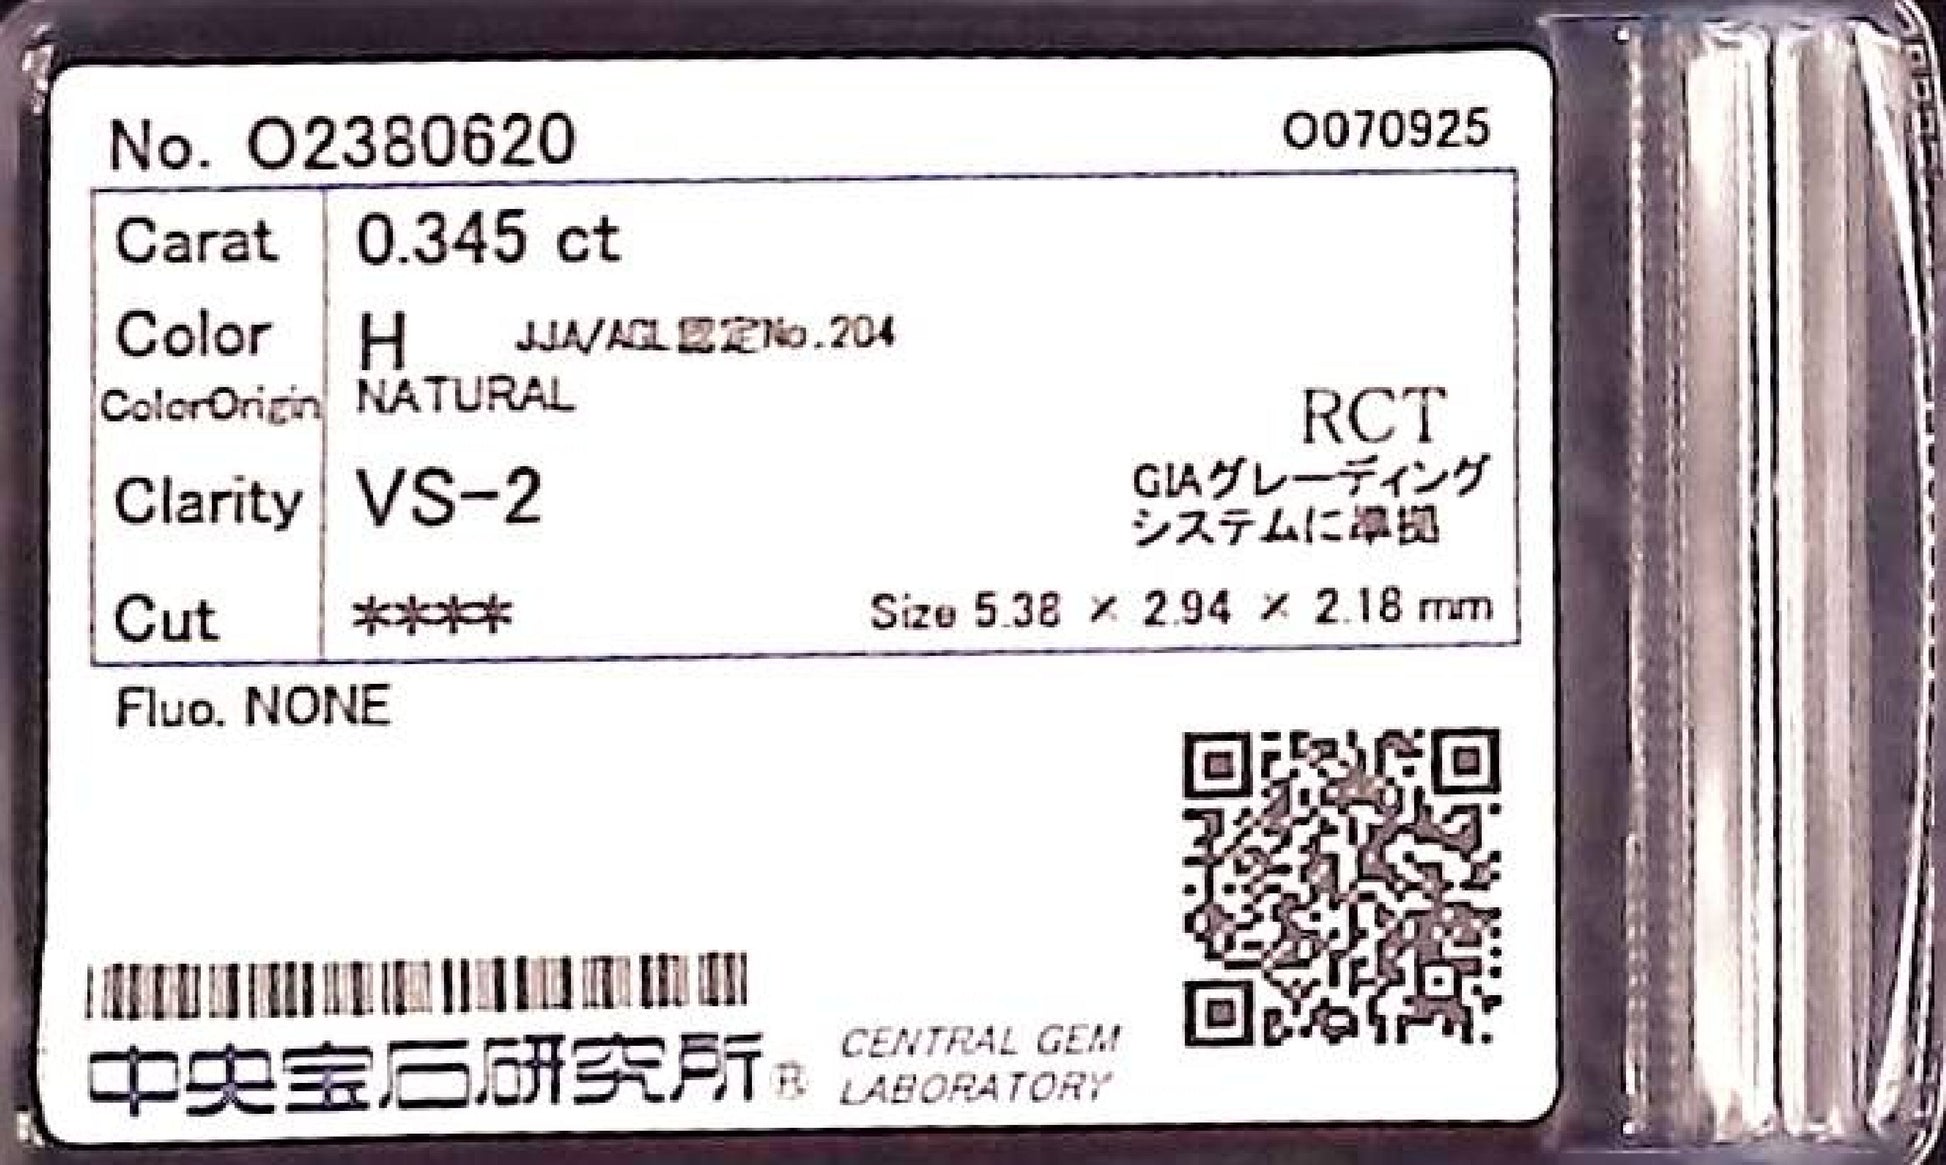 No. O2380620
O070925
Carat 0.345 ct
Color H JJA/AGL認定No.204
ColorOrigin NATURAL
RCT
Clarity VS-2
GIAグレーディング
システムに準拠
Cut ****
Size 5.38 × 2.94 × 2.18 mm
Fluo. NONE
中央宝石研究所®
CENTRAL GEM
LABORATORY